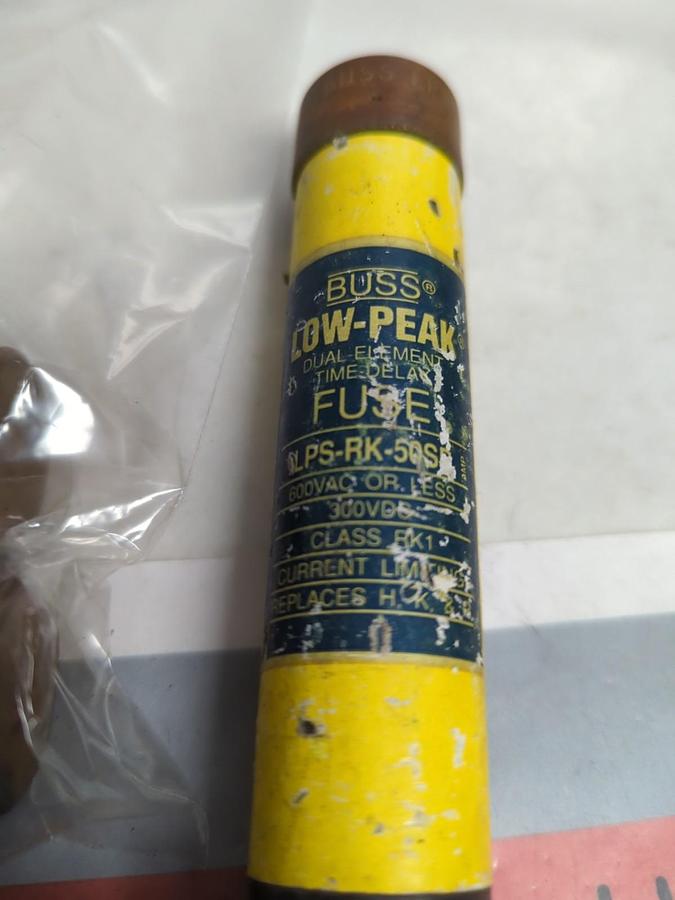 BUSS
BUSS®
LOW-PEAK®
DUAL-ELEMENT
TIME-DELAY
FUSE
LPS-RK-50SP
600VAC OR LESS
300VDC
CLASS RK1
CURRENT LIMITING
REPLACES H, K, &